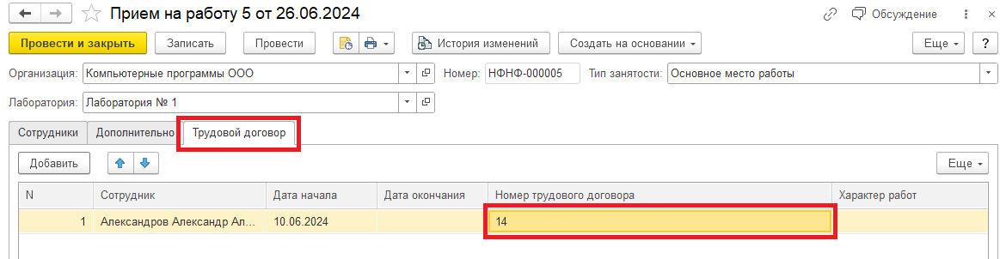 Прием на работу 5 от 26.06.2024
Обсуждение
Провести и закрыть Записать Провести История изменений Создать на основании Еще ?
Организация: Компьютерные программы ООО Номер: НФНФ-000005 Тип занятости: Основное место работы
Лаборатория: Лаборатория № 1
Сотрудники Дополнительно Трудовой договор
Добавить Еще
N Сотрудник Дата начала Дата окончания Номер трудового договора Характер работ
1 Александров Александр Ал... 10.06.2024 14